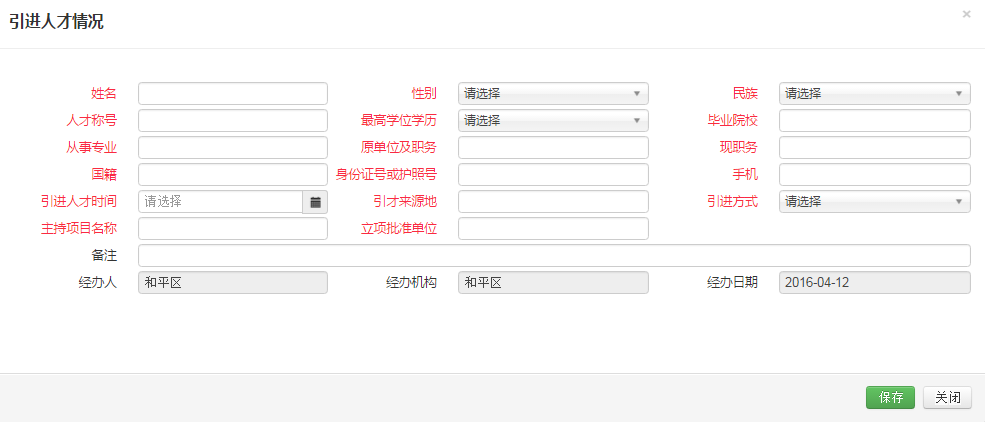 引进人才情况 ×
姓名 性别 请选择 民族 请选择
人才称号 最高学位学历 请选择 毕业院校
从事专业 原单位及职务 现职务
国籍 身份证号或护照号 手机
引进人才时间 请选择 引才来源地 引进方式 请选择
主持项目名称 立项批准单位
备注
经办人 和平区 经办机构 和平区 经办日期 2016-04-12
保存 关闭